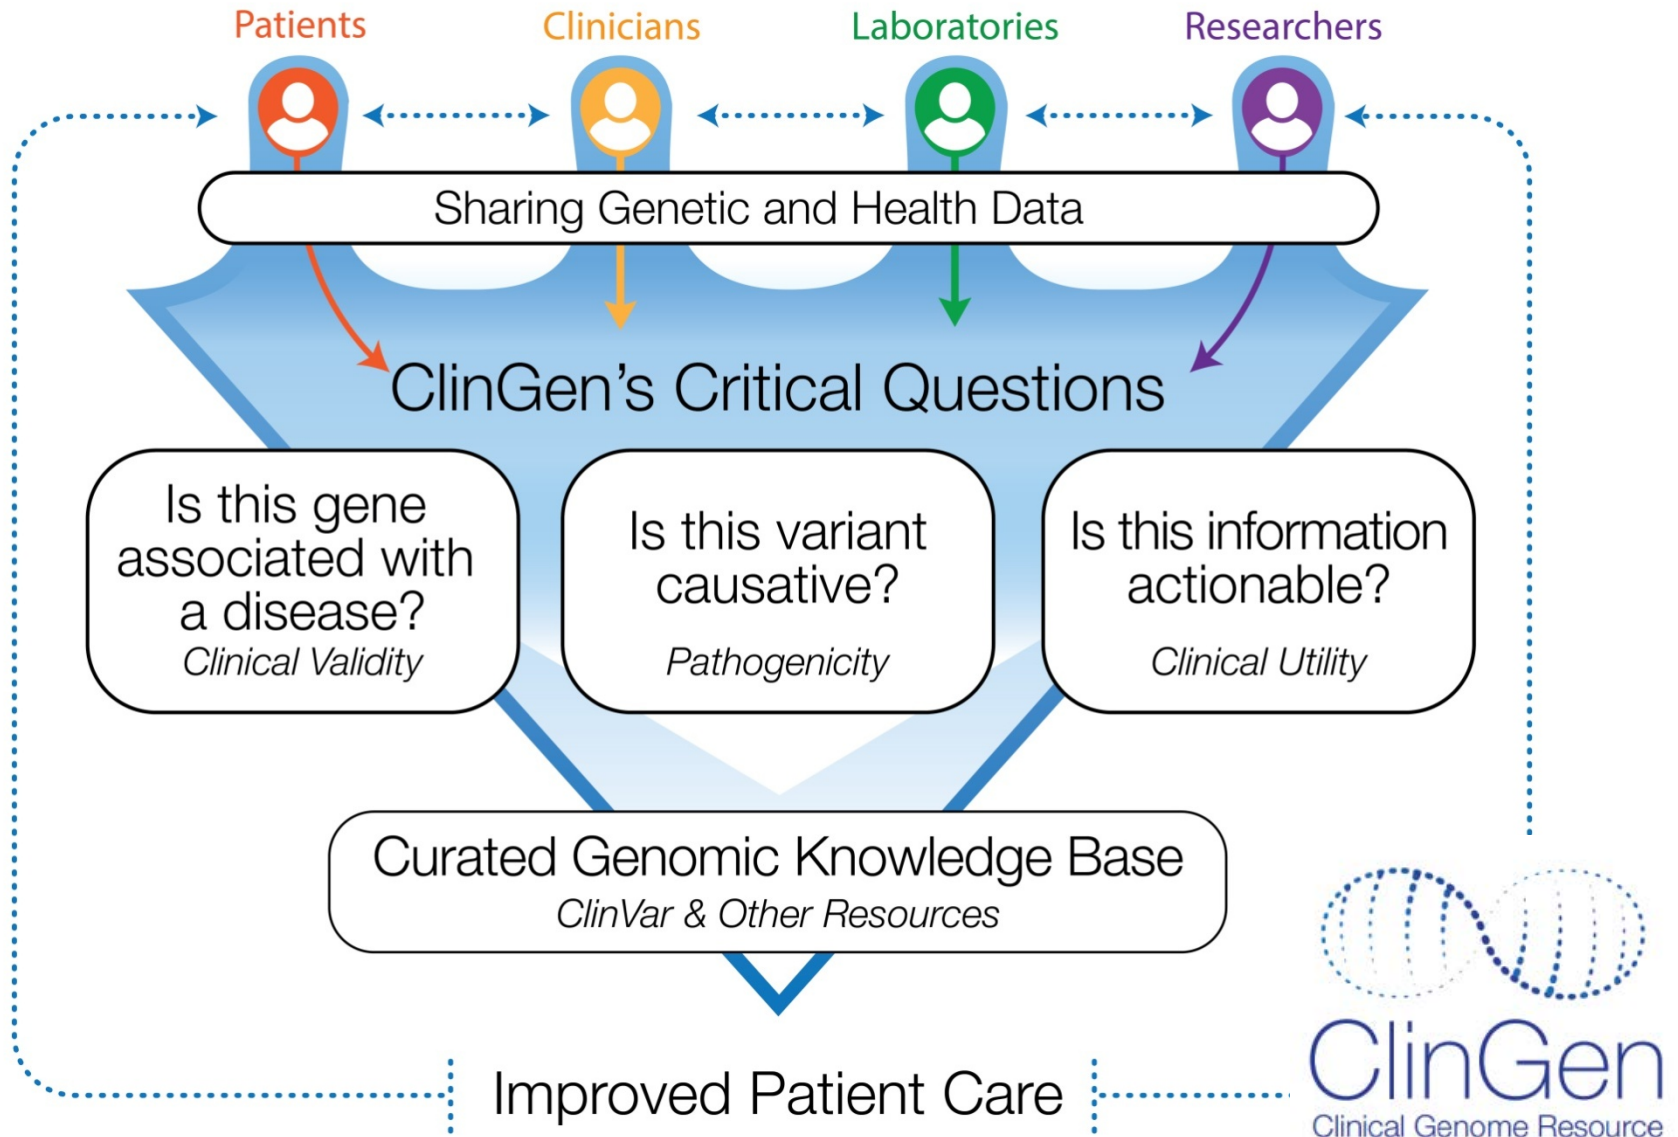 Patients
Clinicians
Laboratories
Researchers
Sharing Genetic and Health Data
ClinGen’s Critical Questions
Is this gene
associated with
a disease?
Clinical Validity
Is this variant
causative?
Pathogenicity
Is this information
actionable?
Clinical Utility
Curated Genomic Knowledge Base
ClinVar & Other Resources
Improved Patient Care
ClinGen
Clinical Genome Resource